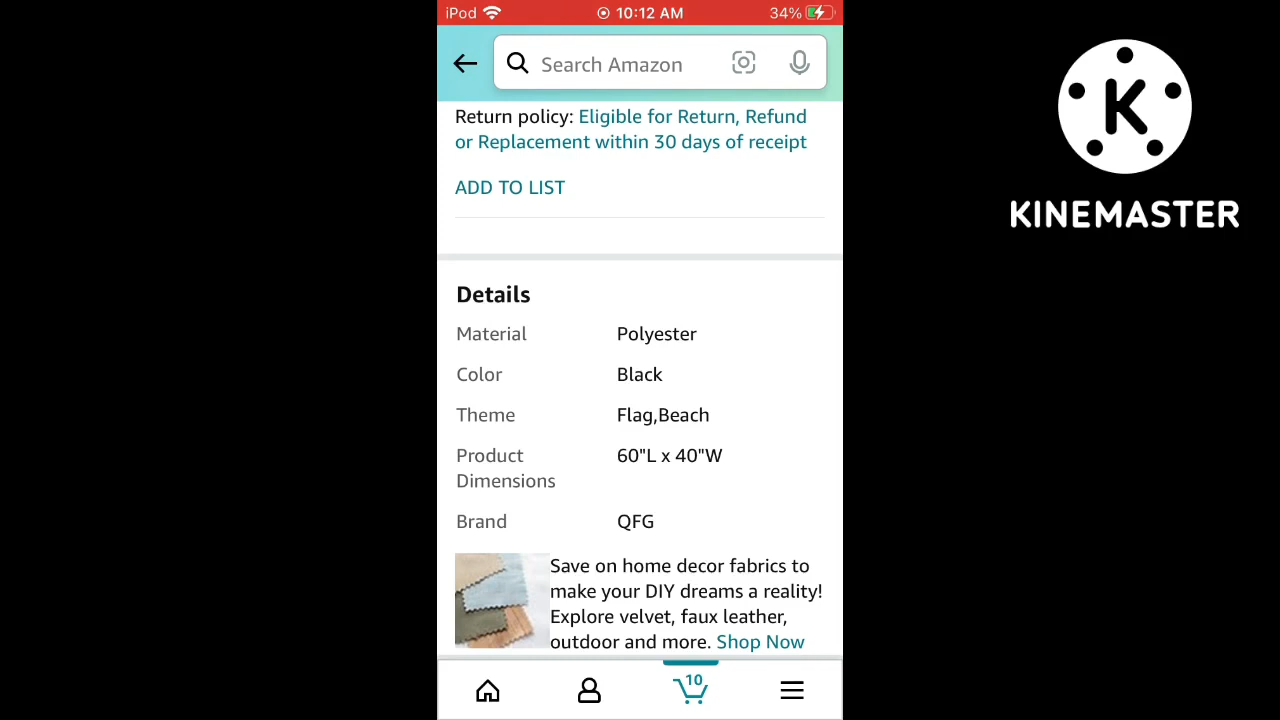 iPod 10:12 AM 34%
Search Amazon
Return policy: Eligible for Return, Refund
or Replacement within 30 days of receipt
ADD TO LIST
Details
Material Polyester
Color Black
Theme Flag,Beach
Product Dimensions 60"L x 40"W
Brand QFG
Save on home decor fabrics to
make your DIY dreams a reality!
Explore velvet, faux leather,
outdoor and more. Shop Now
10
K
KINEMASTER